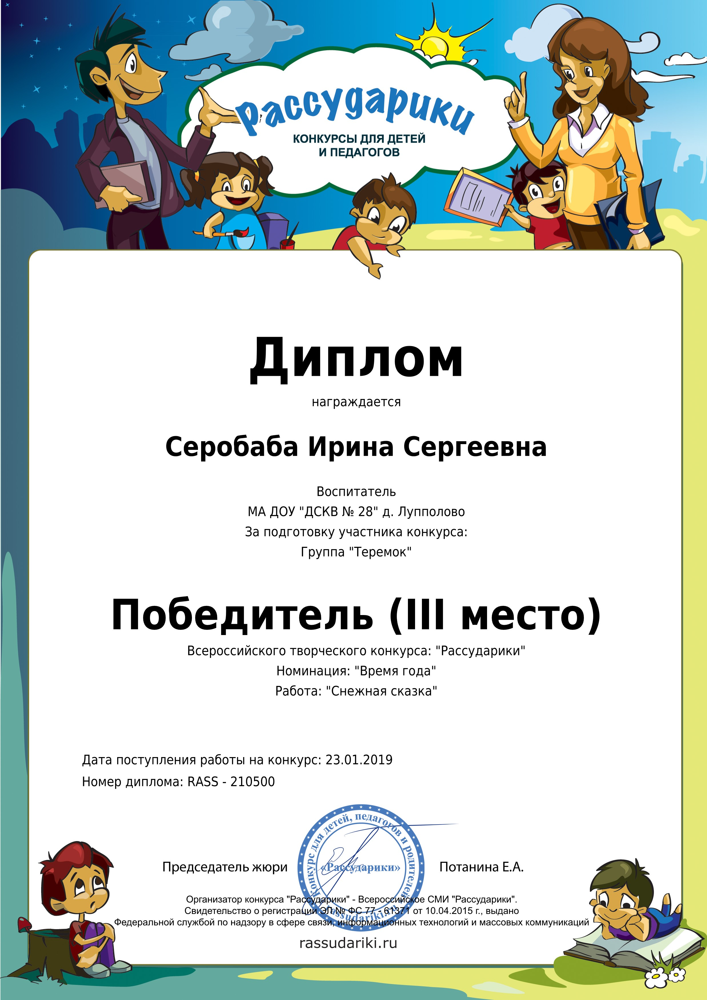 Рассударики
КОНКУРСЫ ДЛЯ ДЕТЕЙ
И ПЕДАГОГОВ
Диплом
награждается
Серобаба Ирина Сергеевна
Воспитатель
МА ДОУ "ДСКВ № 28" д. Лупполово
За подготовку участника конкурса:
Группа "Теремок"
Победитель (III место)
Всероссийского творческого конкурса: "Рассударики"
Номинация: "Время года"
Работа: "Снежная сказка"
Дата поступления работы на конкурс: 23.01.2019
Номер диплома: RASS - 210500
Конкурс для детей, педагогов и родителей
«Рассударики»
rassudariki.ru
Председатель жюри
Потанина Е.А.
Организатор конкурса "Рассударики" - Всероссийское СМИ "Рассударики".
Свидетельство о регистрации ЭЛ № ФС 77 - 61371 от 10.04.2015 г., выдано
Федеральной службой по надзору в сфере связи, информационных технологий и массовых коммуникаций
rassudariki.ru